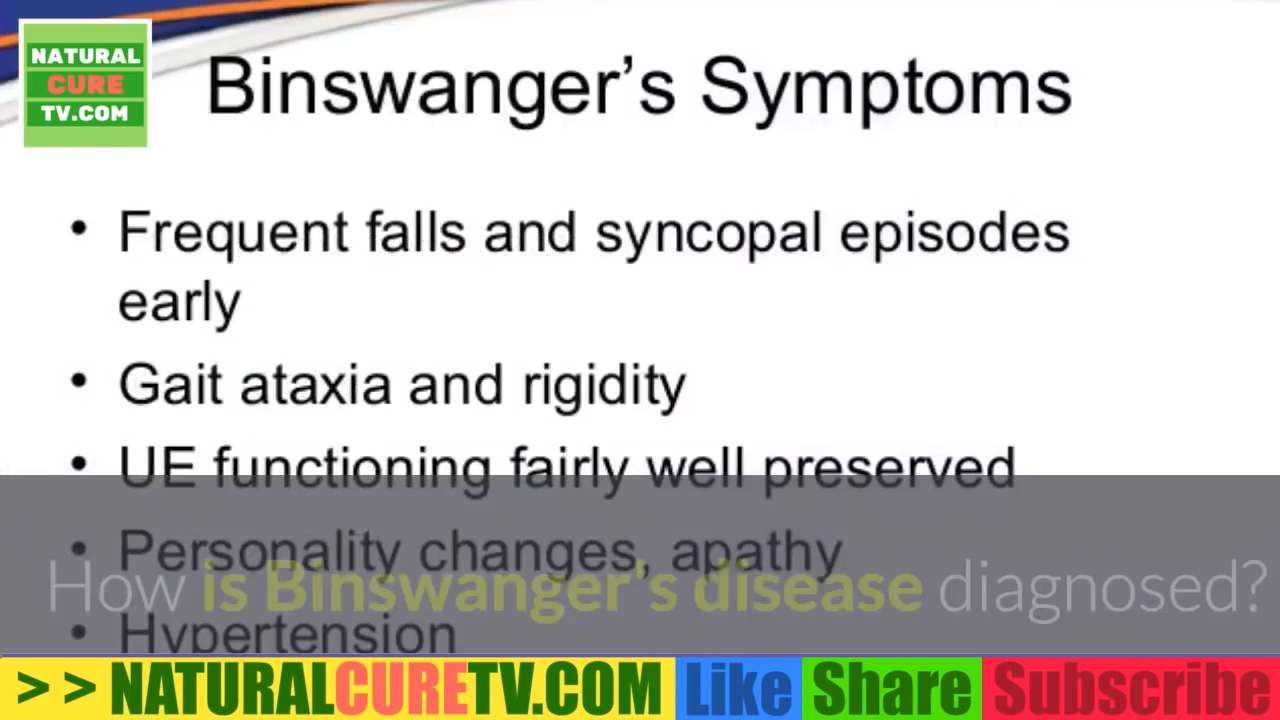 NATURAL
CURE
TV.COM
Binswanger’s Symptoms
• Frequent falls and syncopal episodes
early
• Gait ataxia and rigidity
• UE functioning fairly well preserved
• Personality changes, apathy
How is Binswanger's disease diagnosed?
• Hypertension
>> NATURALCURETV.COM Like Share Subscribe